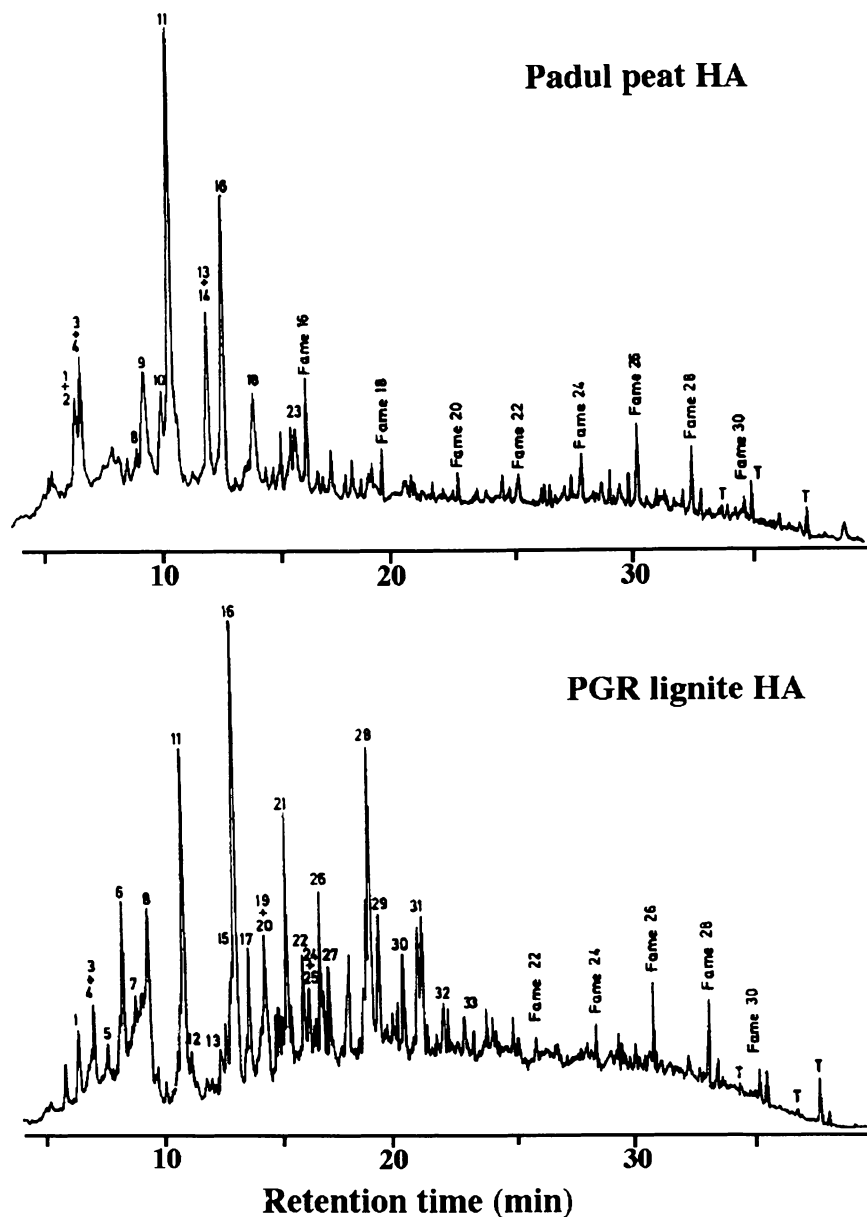 Padul peat HA
11
16
1
+
2
3
+
4
8
9
10
13
+
14
18
23
Fame 16
Fame 18
Fame 20
Fame 22
Fame 24
Fame 26
Fame 28
Fame 30
T
T
T
10
20
30
PGR lignite HA
1
3
+
4
5
6
7
8
11
12
13
15
16
17
19
+
20
21
22
24
+
25
26
27
28
29
30
31
32
33
Fame 22
Fame 24
Fame 26
Fame 28
Fame 30
T
T
T
10
20
30
Retention time (min)